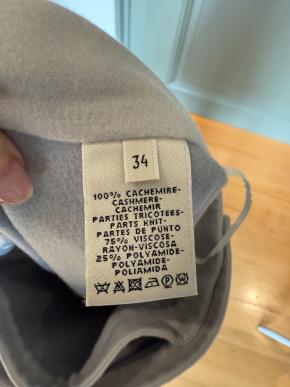 34
100% CACHEMIRE-
CASHMERE-
CACHEMIR
PARTIES TRICOTEES-
PARTS KNIT-
PARTES DE PUNTO
75% VISCOSE-
RAYON-VISCOSA
25% POLYAMIDE-
POLYAMIDE-
POLIAMIDA